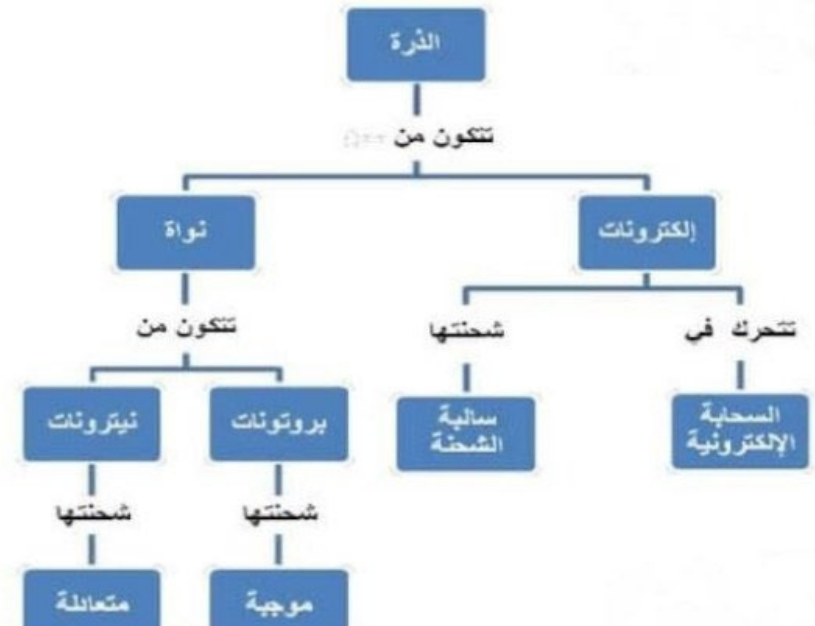 الذرة
تتكون من
إلكترونات
نواة
تتحرك في
شحنتها
تتكون من
السحابة
الإلكترونية
سالبة
الشحنة
بروتونات
نيترونات
شحنتها
شحنتها
موجبة
متعادلة